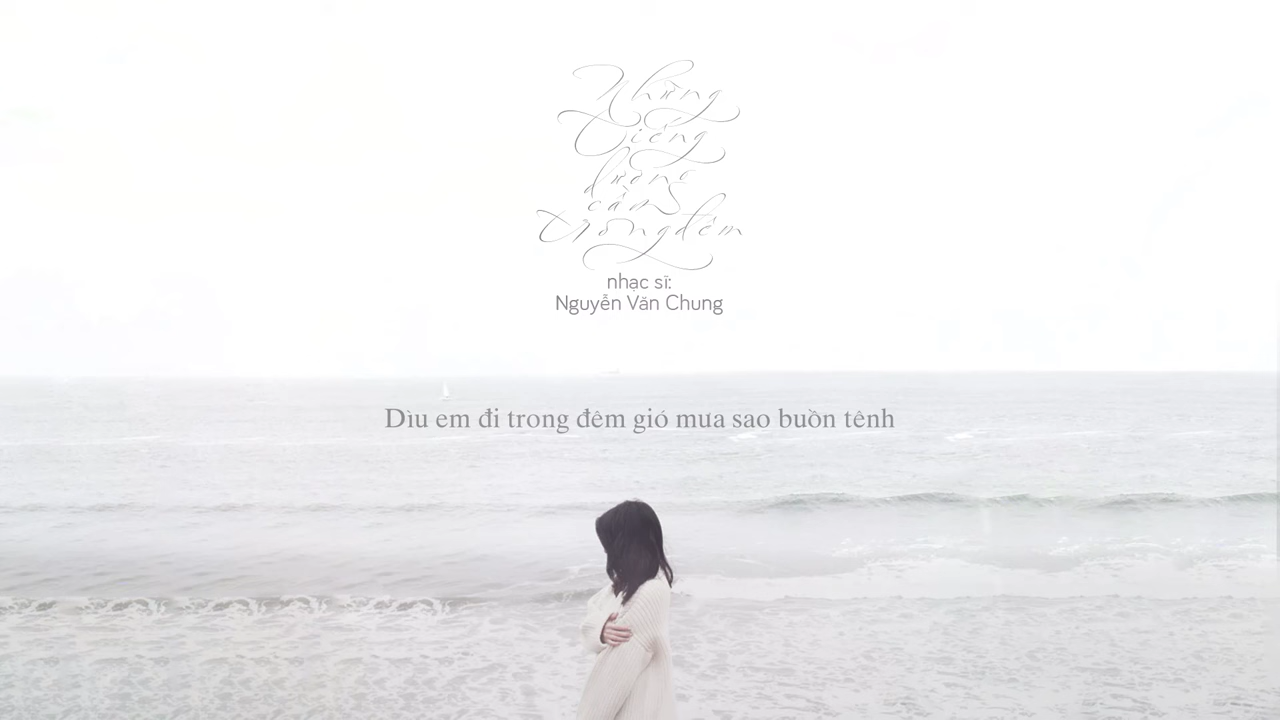 Những
tiếng
dương
cầm
trong đêm
nhạc sĩ:
Nguyễn Văn Chung
Dìu em đi trong đêm gió mưa sao buồn tênh